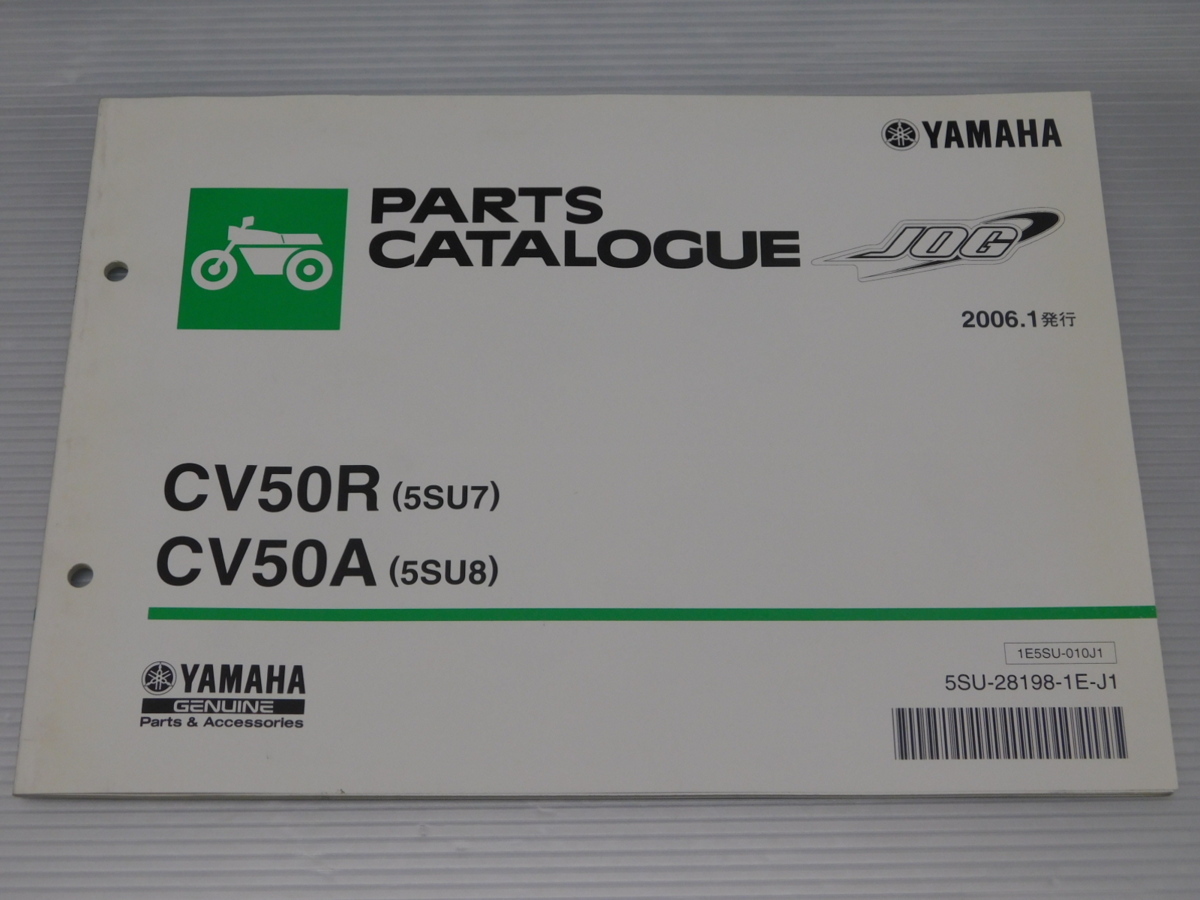 YAMAHA
PARTS
CATALOGUE
JOG
2006.1発行
CV50R (5SU7)
CV50A (5SU8)
1E5SU-010J1
5SU-28198-1E-J1
YAMAHA
GENUINE
Parts & Accessories